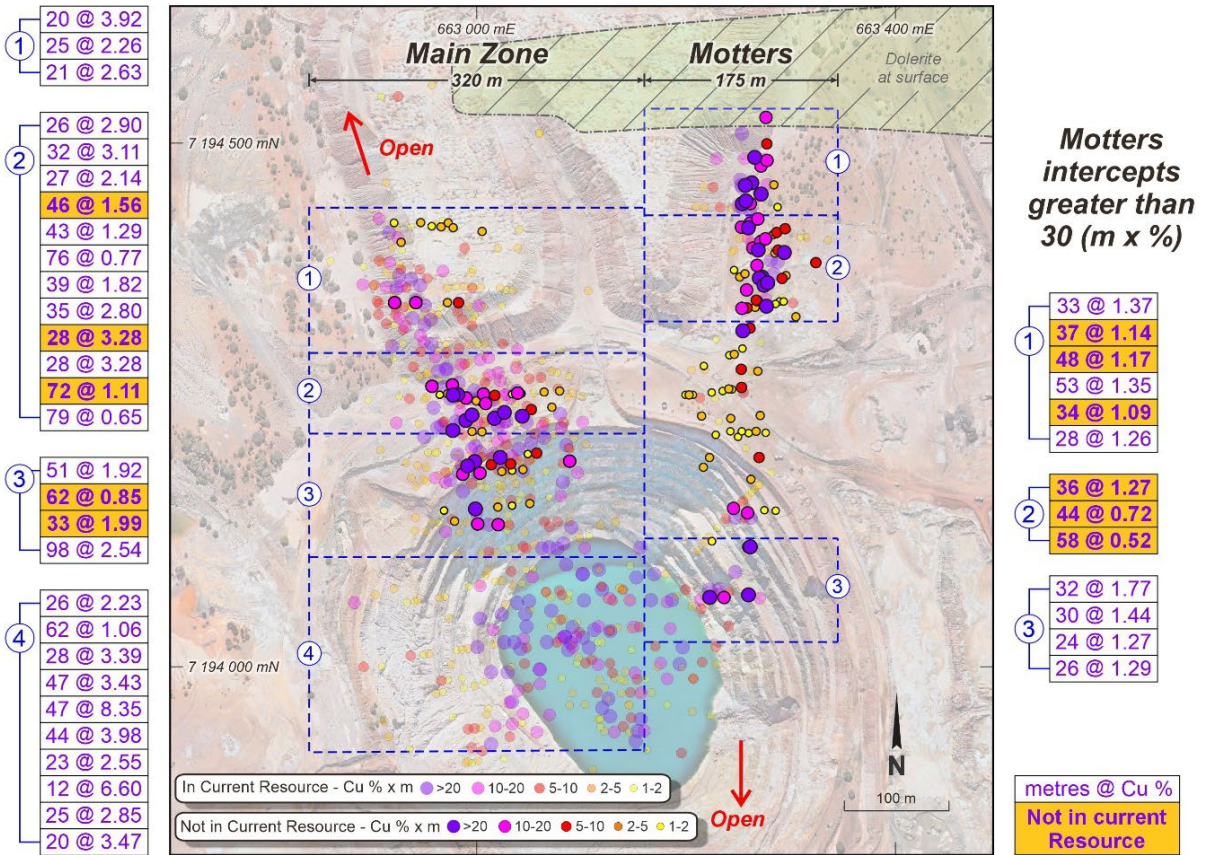 1
20 @ 3.92
25 @ 2.26
21 @ 2.63
2
26 @ 2.90
32 @ 3.11
27 @ 2.14
46 @ 1.56
43 @ 1.29
76 @ 0.77
39 @ 1.82
35 @ 2.80
28 @ 3.28
28 @ 3.28
72 @ 1.11
79 @ 0.65
3
51 @ 1.92
62 @ 0.85
33 @ 1.99
98 @ 2.54
4
26 @ 2.23
62 @ 1.06
28 @ 3.39
47 @ 3.43
47 @ 8.35
44 @ 3.98
23 @ 2.55
12 @ 6.60
25 @ 2.85
20 @ 3.47
663 000 mE
663 400 mE
Main Zone
Motters
320 m
175 m
Dolerite
at surface
7 194 500 mN
Open
1
2
3
4
1
2
3
7 194 000 mN
N
100 m
Open
In Current Resource - Cu % x m >20 10-20 5-10 2-5 1-2
Not in Current Resource - Cu % x m >20 10-20 5-10 2-5 1-2
Motters
intercepts
greater than
30 (m x %)
1
33 @ 1.37
37 @ 1.14
48 @ 1.17
53 @ 1.35
34 @ 1.09
28 @ 1.26
2
36 @ 1.27
44 @ 0.72
58 @ 0.52
3
32 @ 1.77
30 @ 1.44
24 @ 1.27
26 @ 1.29
metres @ Cu %
Not in current
Resource